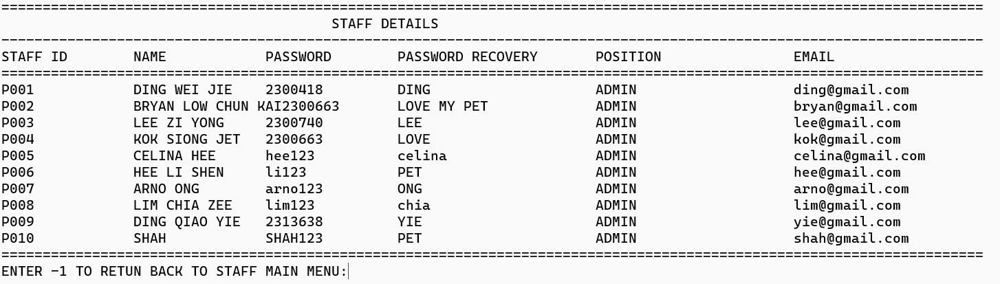 ========================================================================================================================
STAFF DETAILS
------------------------------------------------------------------------------------------------------------------------
STAFF ID        NAME            PASSWORD        PASSWORD RECOVERY       POSITION                EMAIL
========================================================================================================================
P001            DING WEI JIE    2300418         DING                    ADMIN                   ding@gmail.com
P002            BRYAN LOW CHUN KAI2300663       LOVE MY PET             ADMIN                   bryan@gmail.com
P003            LEE ZI YONG     2300740         LEE                     ADMIN                   lee@gmail.com
P004            KOK SIONG JET   2300663         LOVE                    ADMIN                   kok@gmail.com
P005            CELINA HEE      hee123          celina                  ADMIN                   celina@gmail.com
P006            HEE LI SHEN     li123           PET                     ADMIN                   hee@gmail.com
P007            ARNO ONG        arno123         ONG                     ADMIN                   arno@gmail.com
P008            LIM CHIA ZEE    lim123          chia                    ADMIN                   lim@gmail.com
P009            DING QIAO YIE   2313638         YIE                     ADMIN                   yie@gmail.com
P010            SHAH            SHAH123         PET                     ADMIN                   shah@gmail.com
========================================================================================================================
ENTER -1 TO RETUN BACK TO STAFF MAIN MENU: